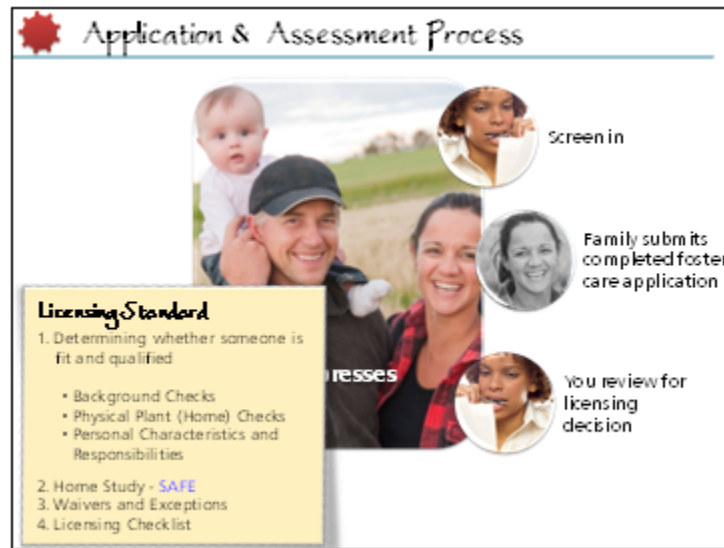 Application & Assessment Process
Screen in
Family submits
completed foster
care application
You review for
licensing
decision
Licensing Standard
1. Determining whether someone is
fit and qualified
• Background Checks
• Physical Plant (Home) Checks
• Personal Characteristics and
Responsibilities
2. Home Study - SAFE
3. Waivers and Exceptions
4. Licensing Checklist